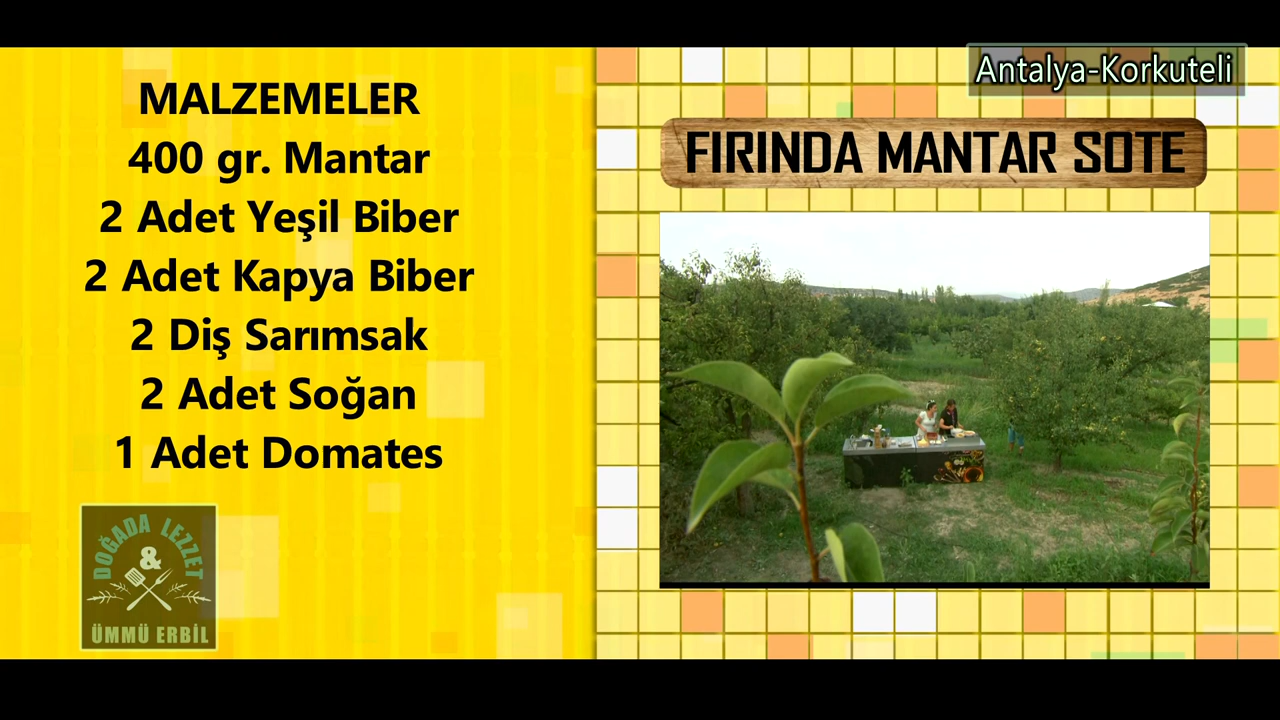 MALZEMELER
400 gr. Mantar
2 Adet Yeşil Biber
2 Adet Kapya Biber
2 Diş Sarımsak
2 Adet Soğan
1 Adet Domates
DOĞADA LEZZET
&
ÜMMÜ ERBİL
Antalya-Korkuteli
FIRINDA MANTAR SOTE